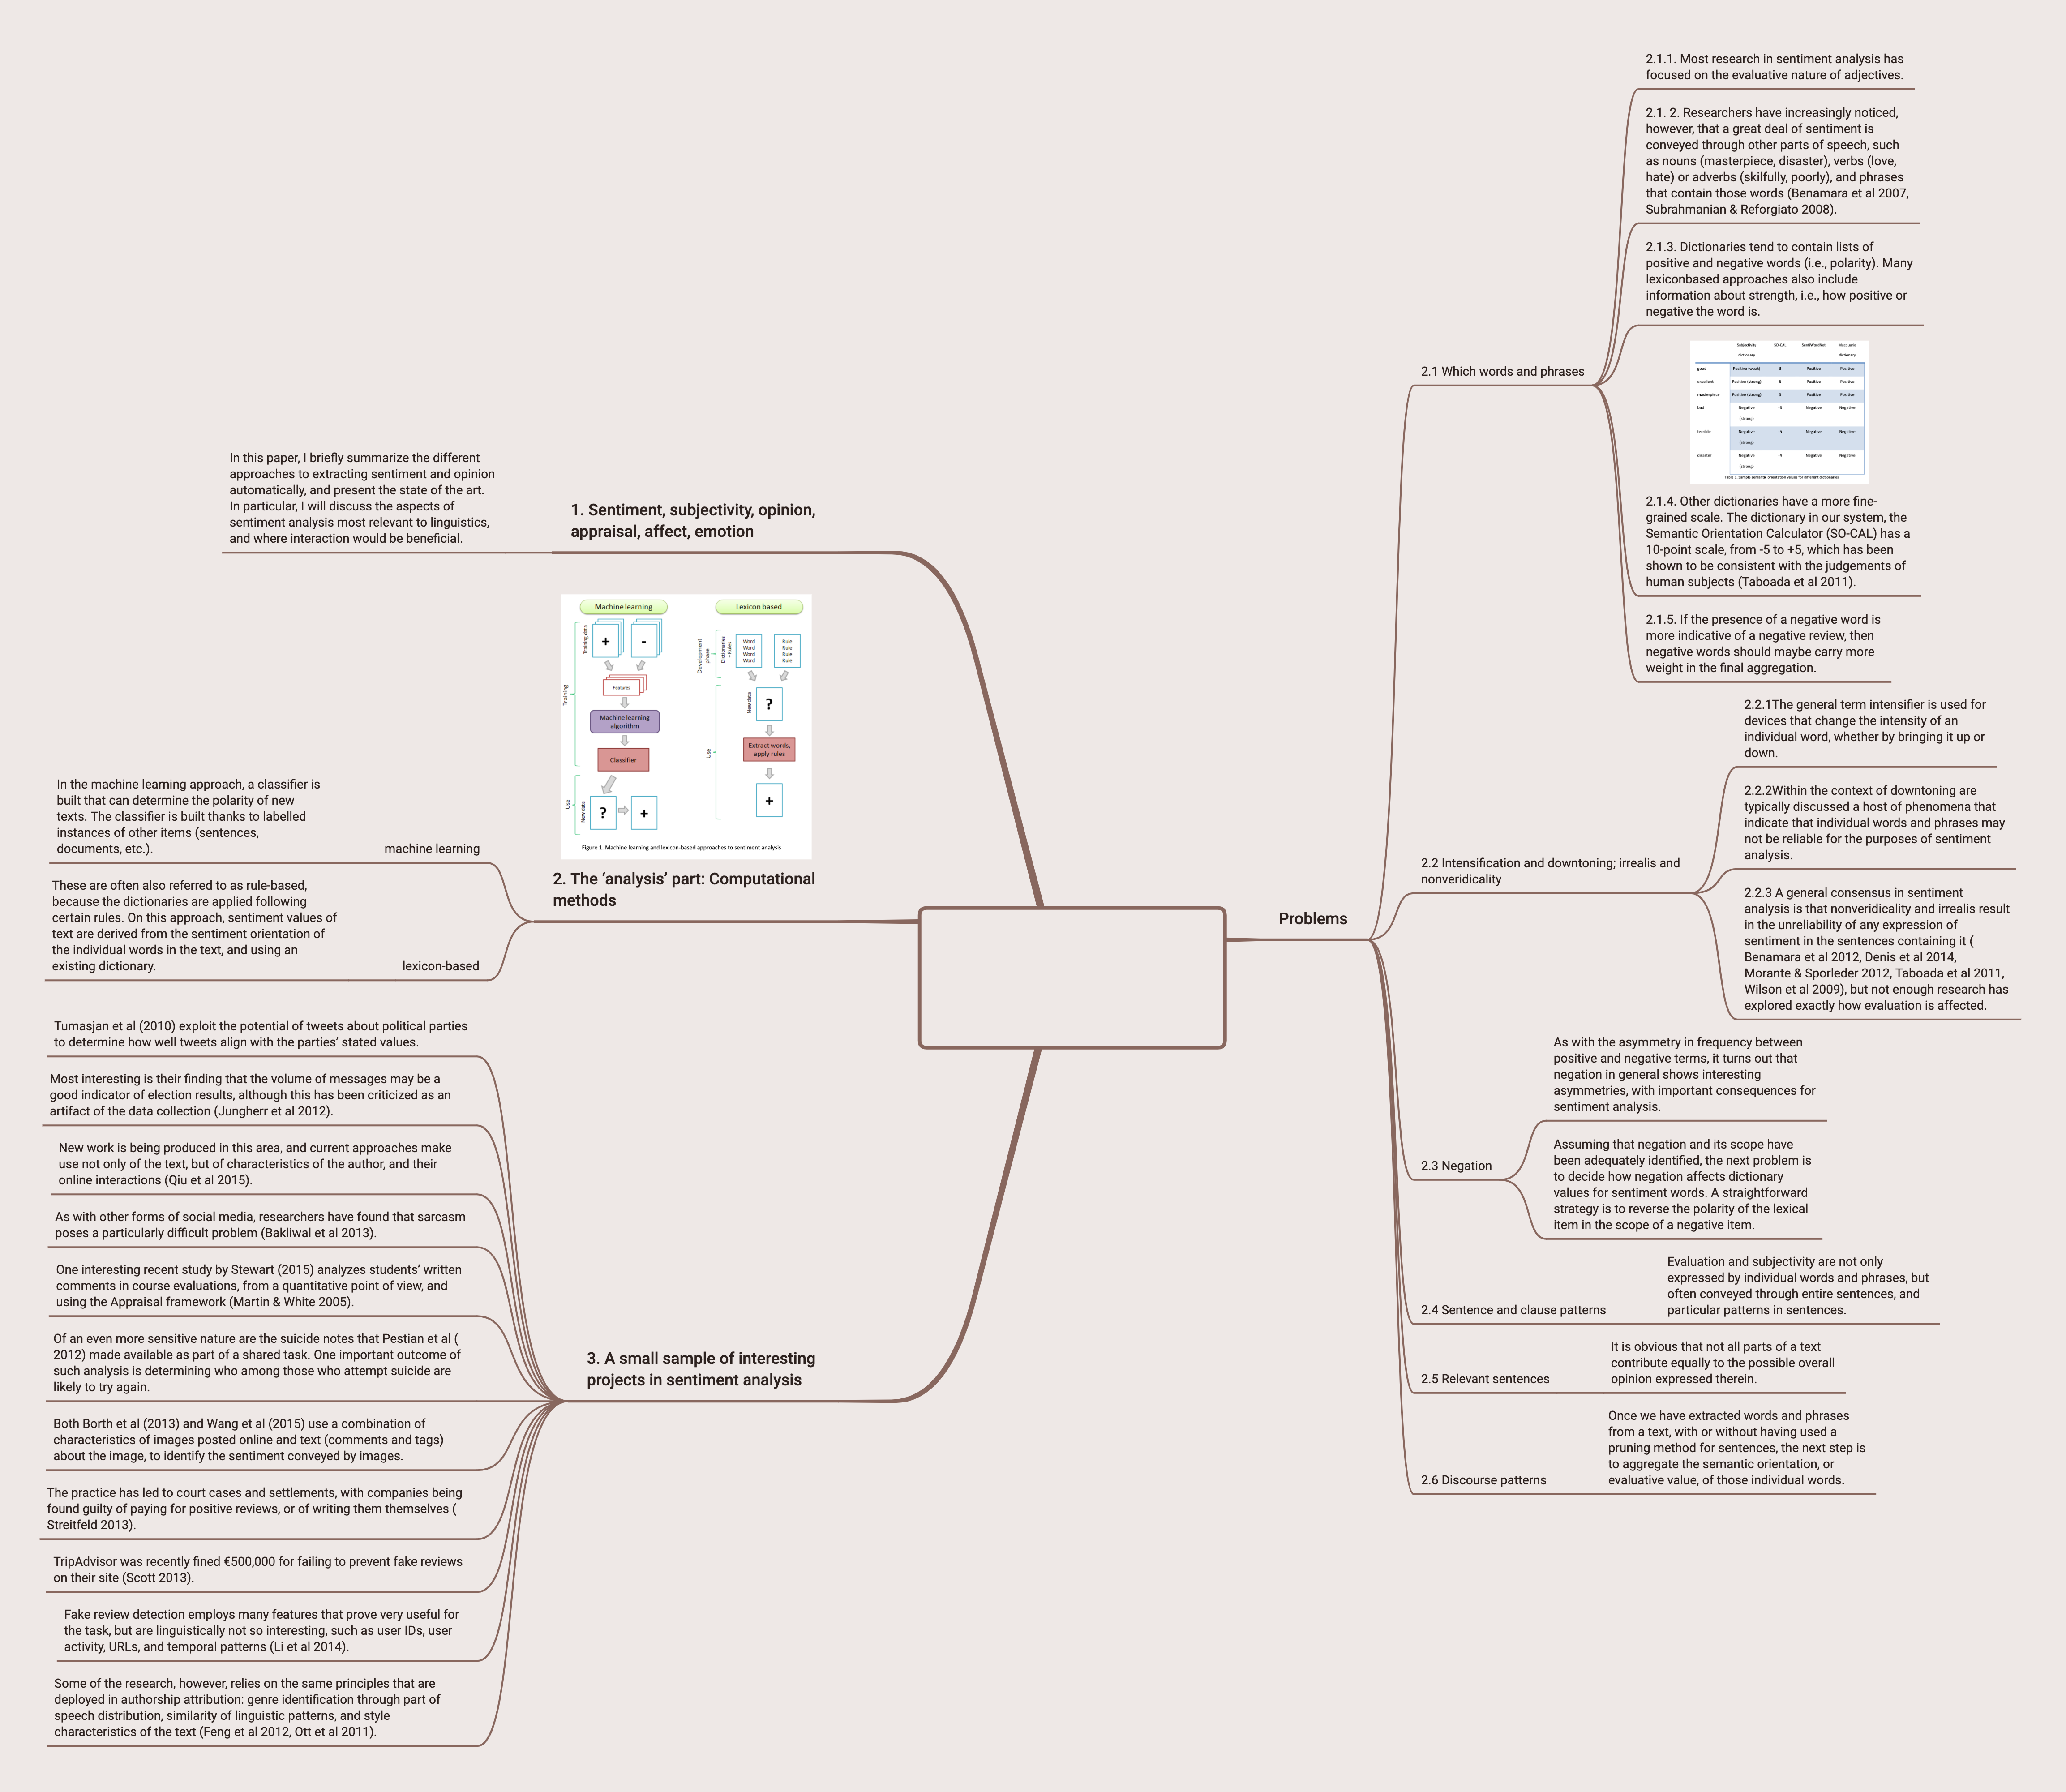 1. Sentiment, subjectivity, opinion,
appraisal, affect, emotion
In this paper, I briefly summarize the different
approaches to extracting sentiment and opinion
automatically, and present the state of the art.
In particular, I will discuss the aspects of
sentiment analysis most relevant to linguistics,
and where interaction would be beneficial.
Machine learning
Training
Training data
+
-
Features
Machine learning
algorithm
Classifier
Use
New data
?
+
Lexicon based
Development
phase
Dictionaries
+ Rules
Word
Word
Word
Word
Rule
Rule
Rule
Rule
Use
New data
?
Extract words,
apply rules
+
Figure 1. Machine learning and lexicon-based approaches to sentiment analysis
2. The ‘analysis’ part: Computational
methods
machine learning
In the machine learning approach, a classifier is
built that can determine the polarity of new
texts. The classifier is built thanks to labelled
instances of other items (sentences,
documents, etc.).
lexicon-based
These are often also referred to as rule-based,
because the dictionaries are applied following
certain rules. On this approach, sentiment values of
text are derived from the sentiment orientation of
the individual words in the text, and using an
existing dictionary.
3. A small sample of interesting
projects in sentiment analysis
Tumasjan et al (2010) exploit the potential of tweets about political parties
to determine how well tweets align with the parties’ stated values.
Most interesting is their finding that the volume of messages may be a
good indicator of election results, although this has been criticized as an
artifact of the data collection (Jungherr et al 2012).
New work is being produced in this area, and current approaches make
use not only of the text, but of characteristics of the author, and their
online interactions (Qiu et al 2015).
As with other forms of social media, researchers have found that sarcasm
poses a particularly difficult problem (Bakliwal et al 2013).
One interesting recent study by Stewart (2015) analyzes students’ written
comments in course evaluations, from a quantitative point of view, and
using the Appraisal framework (Martin & White 2005).
Of an even more sensitive nature are the suicide notes that Pestian et al (
2012) made available as part of a shared task. One important outcome of
such analysis is determining who among those who attempt suicide are
likely to try again.
Both Borth et al (2013) and Wang et al (2015) use a combination of
characteristics of images posted online and text (comments and tags)
about the image, to identify the sentiment conveyed by images.
The practice has led to court cases and settlements, with companies being
found guilty of paying for positive reviews, or of writing them themselves (
Streitfeld 2013).
TripAdvisor was recently fined €500,000 for failing to prevent fake reviews
on their site (Scott 2013).
Fake review detection employs many features that prove very useful for
the task, but are linguistically not so interesting, such as user IDs, user
activity, URLs, and temporal patterns (Li et al 2014).
Some of the research, however, relies on the same principles that are
deployed in authorship attribution: genre identification through part of
speech distribution, similarity of linguistic patterns, and style
characteristics of the text (Feng et al 2012, Ott et al 2011).
Problems
2.1 Which words and phrases
2.1.1. Most research in sentiment analysis has
focused on the evaluative nature of adjectives.
2.1. 2. Researchers have increasingly noticed,
however, that a great deal of sentiment is
conveyed through other parts of speech, such
as nouns (masterpiece, disaster), verbs (love,
hate) or adverbs (skilfully, poorly), and phrases
that contain those words (Benamara et al 2007,
Subrahmanian & Reforgiato 2008).
2.1.3. Dictionaries tend to contain lists of
positive and negative words (i.e., polarity). Many
lexiconbased approaches also include
information about strength, i.e., how positive or
negative the word is.
Subjectivity dictionary SO-CAL SentiWordNet Macquarie dictionary
good Positive (weak) 3 Positive Positive
excellent Positive (strong) 5 Positive Positive
masterpiece Positive (strong) 5 Positive Positive
bad Negative (strong) -3 Negative Negative
terrible Negative (strong) -5 Negative Negative
disaster Negative (strong) -4 Negative Negative
Table 1. Sample semantic orientation values for different dictionaries
2.1.4. Other dictionaries have a more fine-
grained scale. The dictionary in our system, the
Semantic Orientation Calculator (SO-CAL) has a
10-point scale, from -5 to +5, which has been
shown to be consistent with the judgements of
human subjects (Taboada et al 2011).
2.1.5. If the presence of a negative word is
more indicative of a negative review, then
negative words should maybe carry more
weight in the final aggregation.
2.2 Intensification and downtoning; irrealis and
nonveridicality
2.2.1The general term intensifier is used for
devices that change the intensity of an
individual word, whether by bringing it up or
down.
2.2.2Within the context of downtoning are
typically discussed a host of phenomena that
indicate that individual words and phrases may
not be reliable for the purposes of sentiment
analysis.
2.2.3 A general consensus in sentiment
analysis is that nonveridicality and irrealis result
in the unreliability of any expression of
sentiment in the sentences containing it (
Benamara et al 2012, Denis et al 2014,
Morante & Sporleder 2012, Taboada et al 2011,
Wilson et al 2009), but not enough research has
explored exactly how evaluation is affected.
2.3 Negation
As with the asymmetry in frequency between
positive and negative terms, it turns out that
negation in general shows interesting
asymmetries, with important consequences for
sentiment analysis.
Assuming that negation and its scope have
been adequately identified, the next problem is
to decide how negation affects dictionary
values for sentiment words. A straightforward
strategy is to reverse the polarity of the lexical
item in the scope of a negative item.
2.4 Sentence and clause patterns
Evaluation and subjectivity are not only
expressed by individual words and phrases, but
often conveyed through entire sentences, and
particular patterns in sentences.
2.5 Relevant sentences
It is obvious that not all parts of a text
contribute equally to the possible overall
opinion expressed therein.
2.6 Discourse patterns
Once we have extracted words and phrases
from a text, with or without having used a
pruning method for sentences, the next step is
to aggregate the semantic orientation, or
evaluative value, of those individual words.